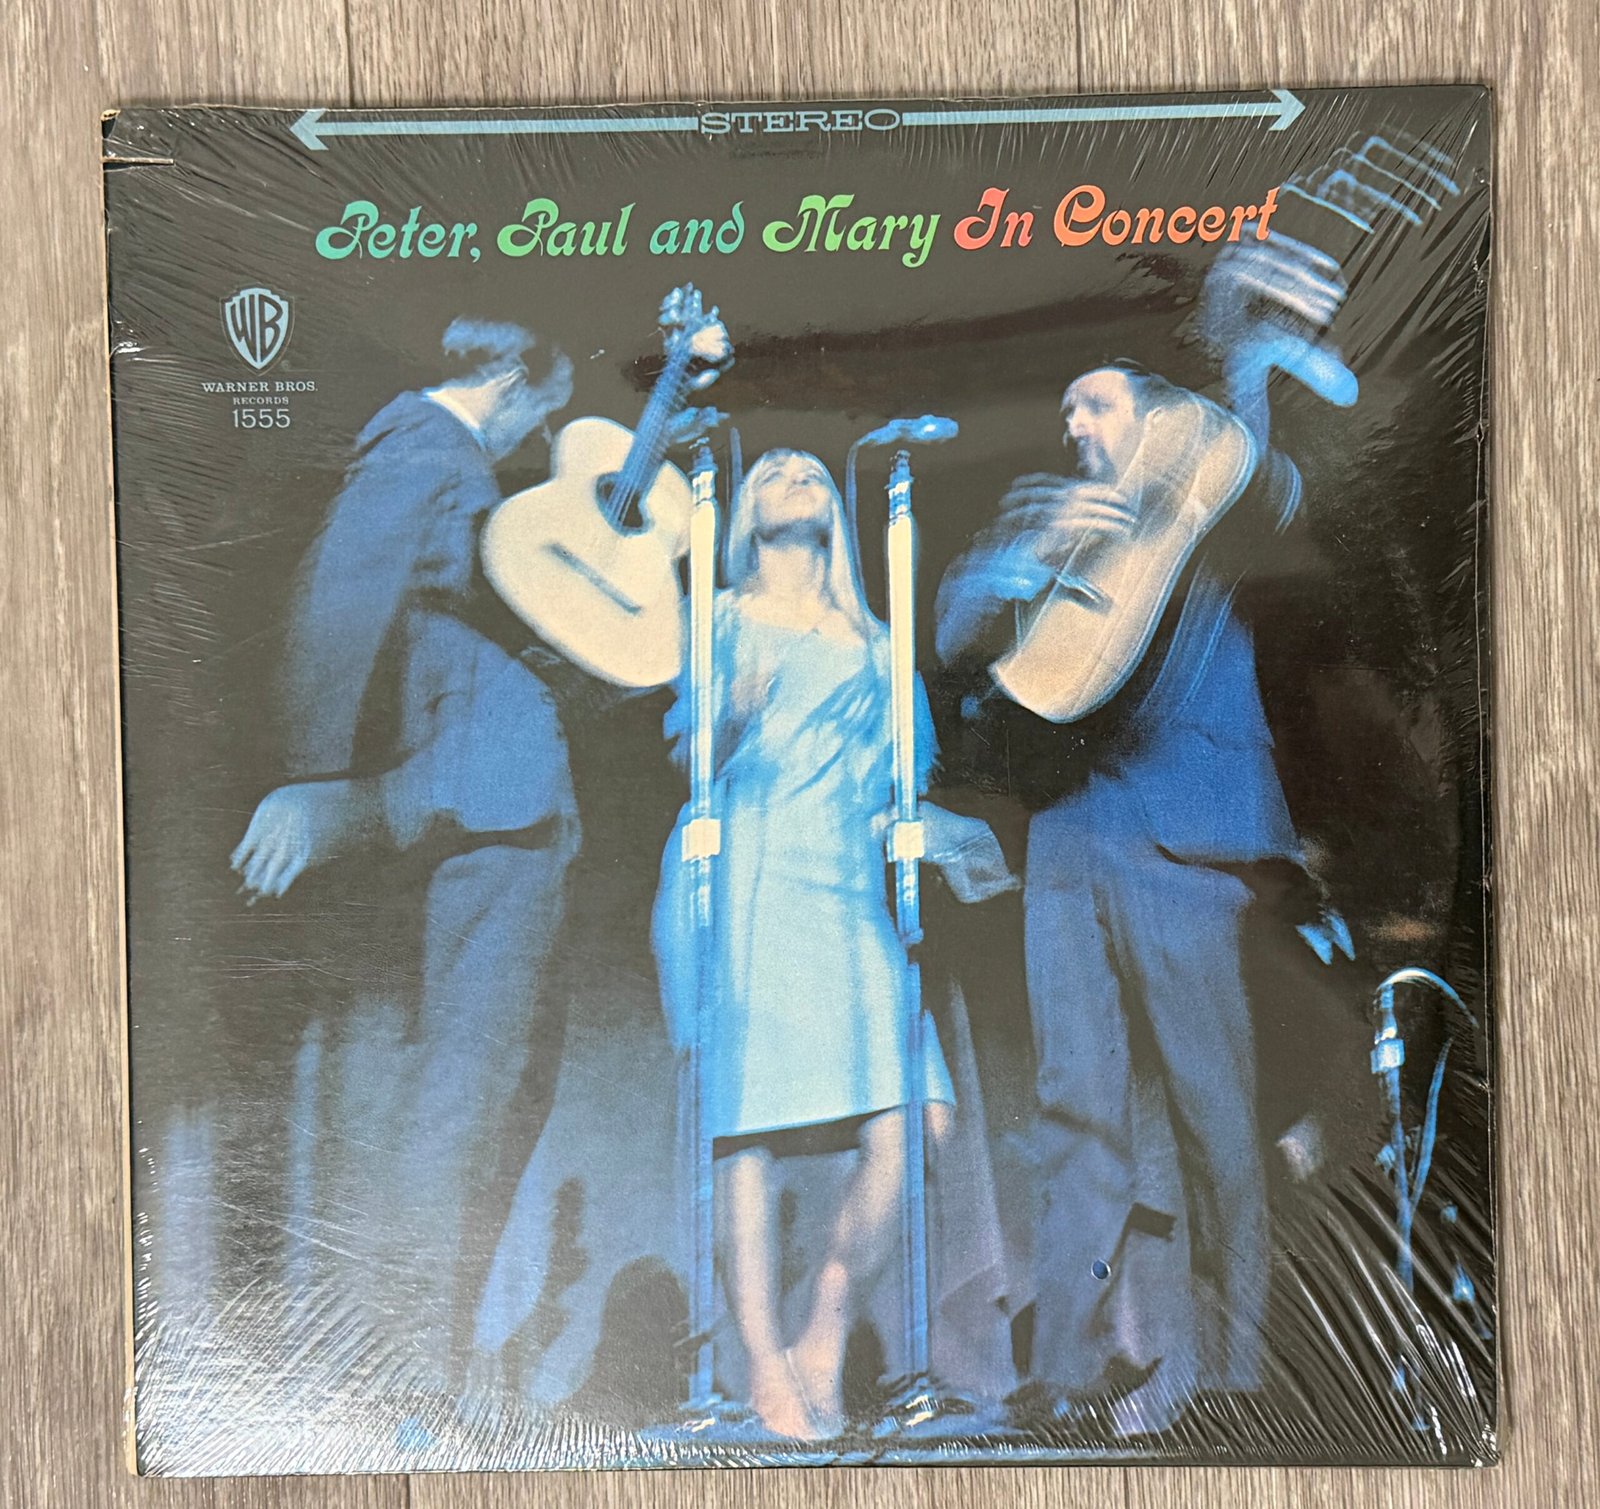 STEREO
Peter, Paul and Mary In Concert
WB
WARNER BROS.
RECORDS
1555